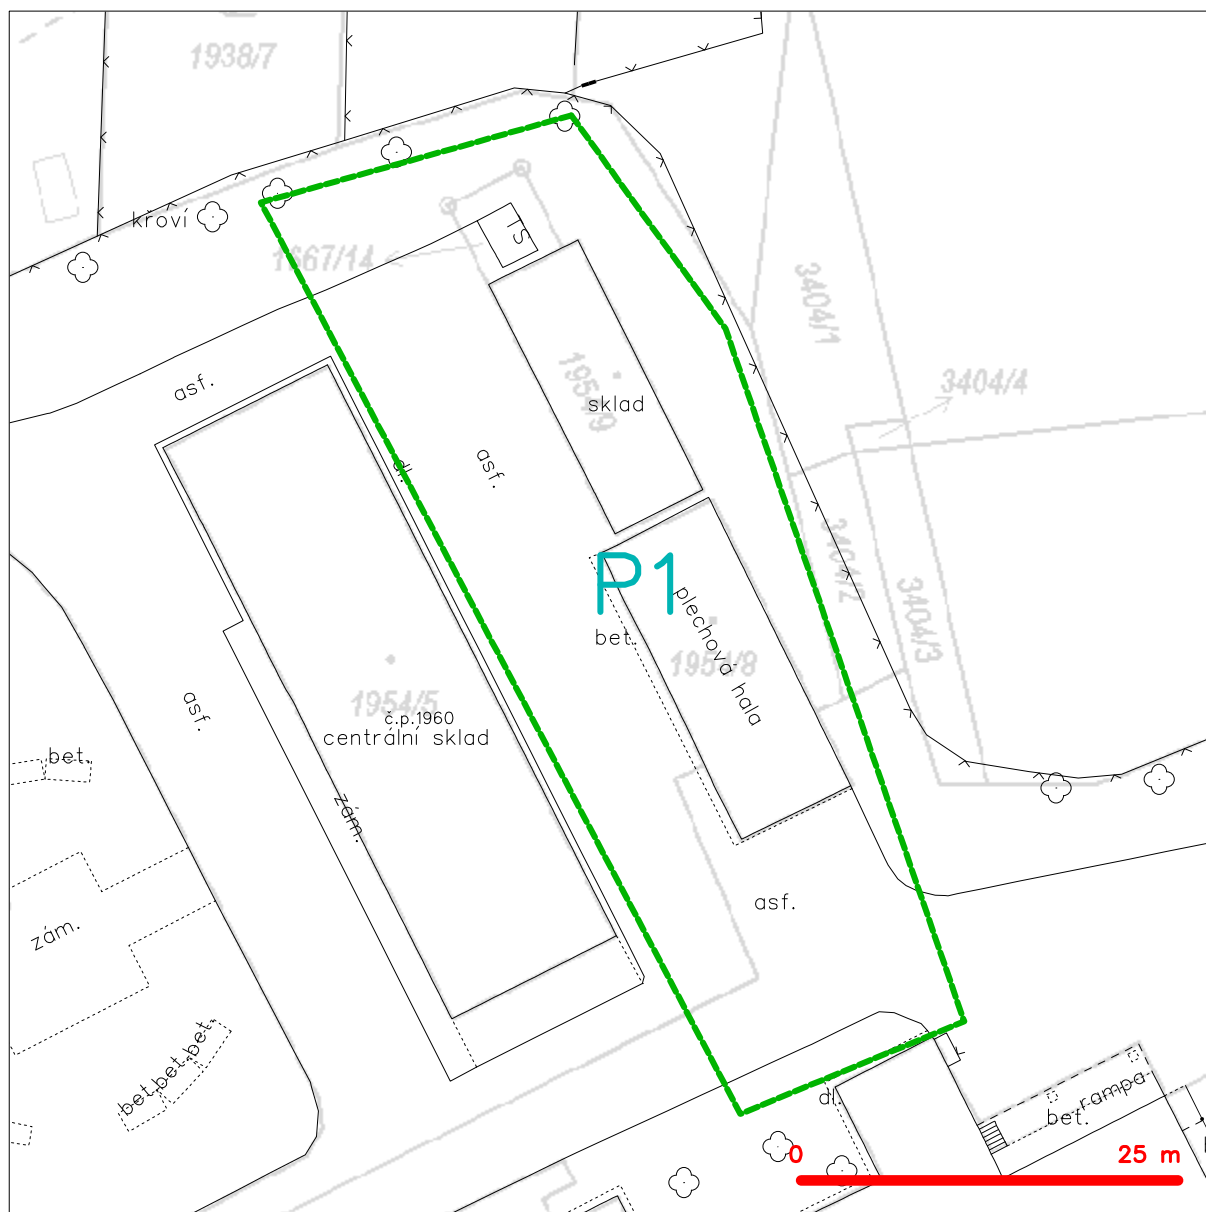 1938/7
křoví
TS
1667/14
3404/1
asf.
3404/4
1954/9
sklad
dl.
asf.
3404/2
P1
plechová hala
3404/3
bet.
1954/8
1954/5
č.p.1960
centrální sklad
asf.
bet.
zám.
asf.
zám.
bet.
bet.
bet.
dl.
rampa
bet.
0
25 m